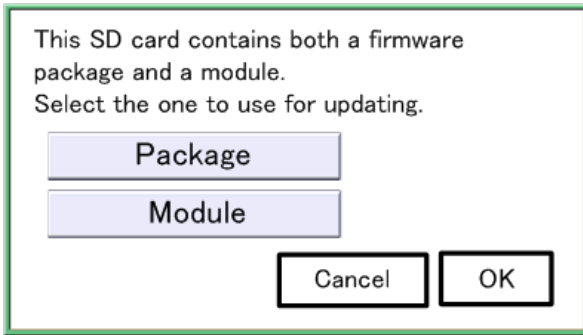 This SD card contains both a firmware
package and a module.
Select the one to use for updating.
Package
Module
Cancel
OK